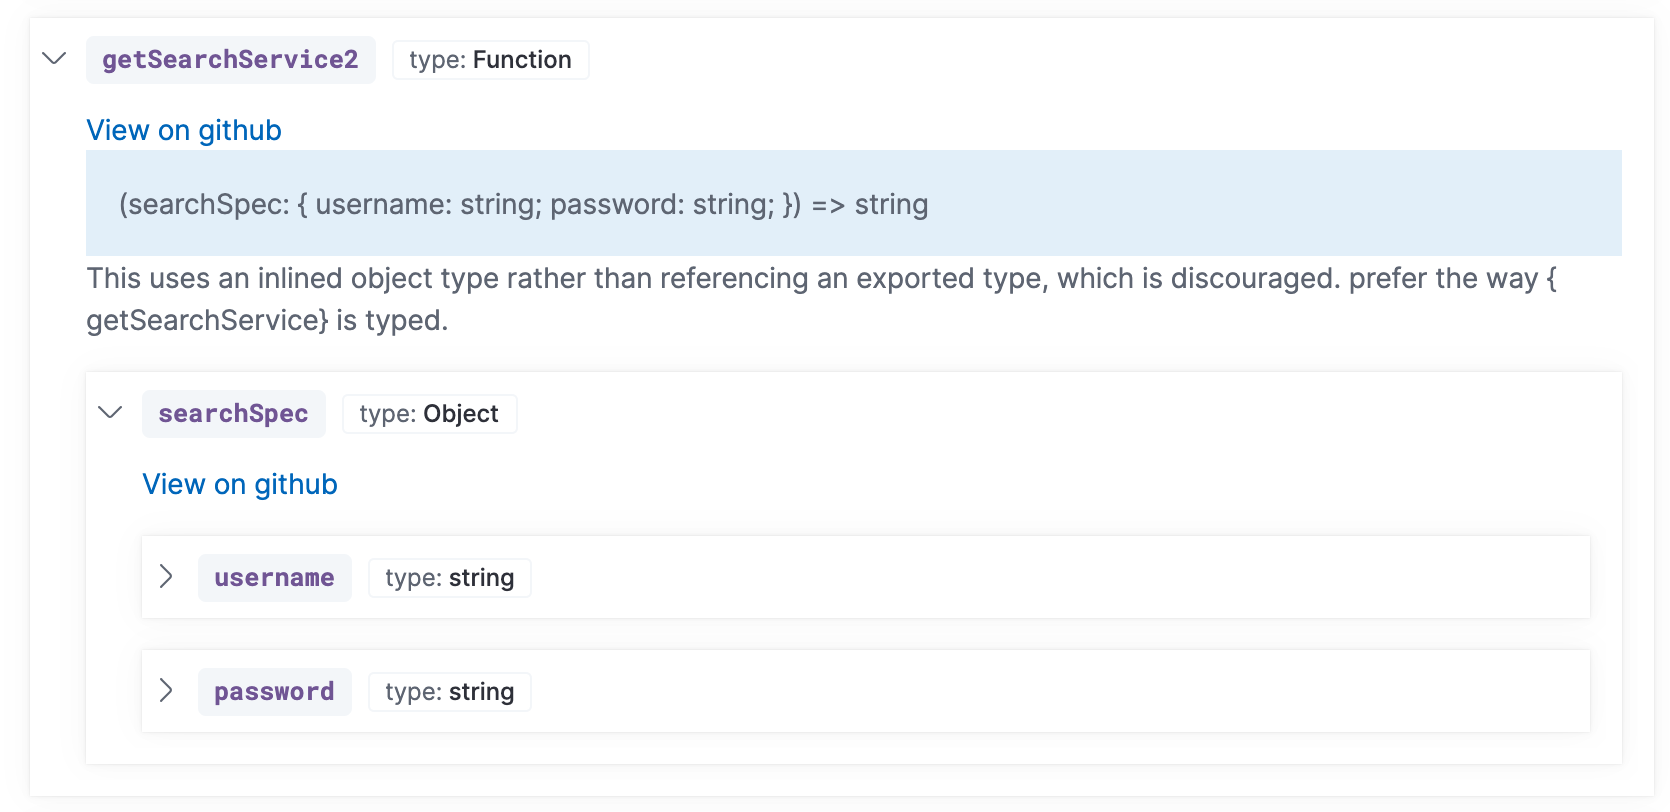 getSearchService2 type: Function
View on github
(searchSpec: { username: string; password: string; }) => string
This uses an inlined object type rather than referencing an exported type, which is discouraged. prefer the way {
getSearchService} is typed.
searchSpec type: Object
View on github
username type: string
password type: string